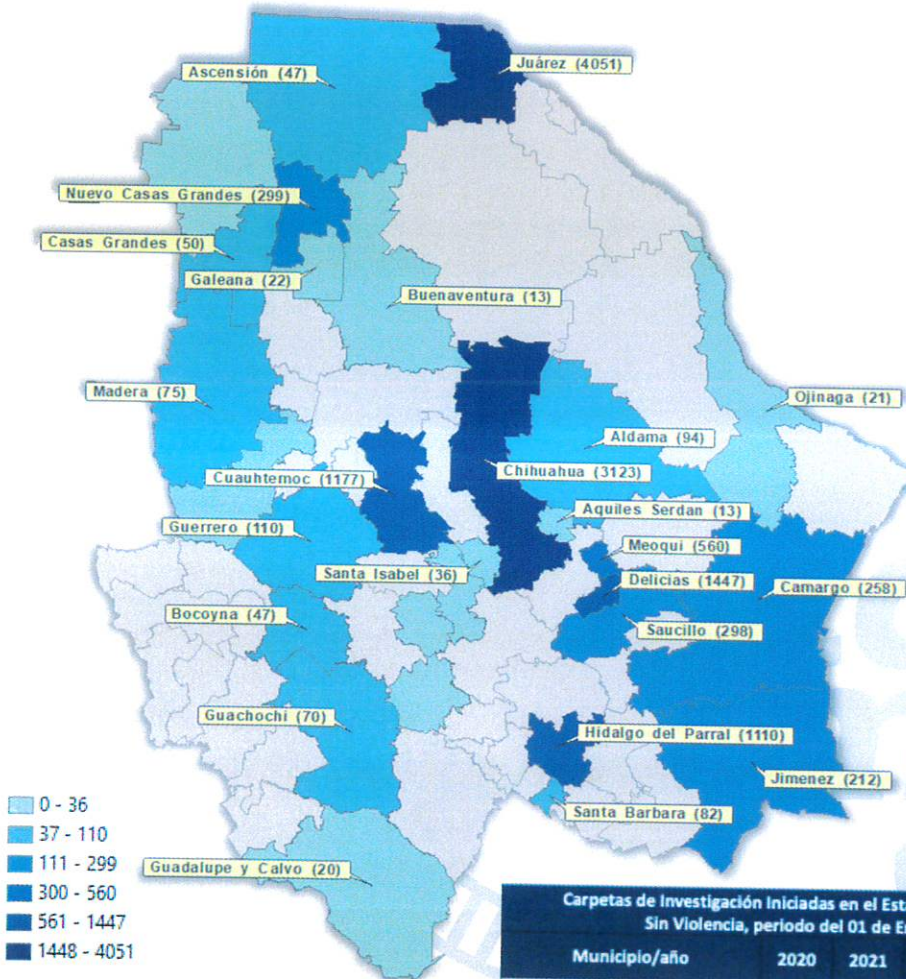 Ascensión (47)
Juárez (4051)
Nuevo Casas Grandes (299)
Casas Grandes (50)
Galeana (22)
Buenaventura (13)
Madera (75)
Ojinaga (21)
Aldama (94)
Cuauhtemoc (1177)
Chihuahua (3123)
Aquiles Serdan (13)
Guerrero (110)
Meoqui (560)
Santa Isabel (36)
Delicias (1447)
Camargo (258)
Bocoyna (47)
Saucillo (298)
Guachochi (70)
Hidalgo del Parral (1110)
Jimenez (212)
Santa Barbara (82)
Guadalupe y Calvo (20)
0 - 36
37 - 110
111 - 299
300 - 560
561 - 1447
1448 - 4051
Carpetas de Investigación Iniciadas en el Est
Sin Violencia, periodo del 01 de E
Municipio/año 2020 2021